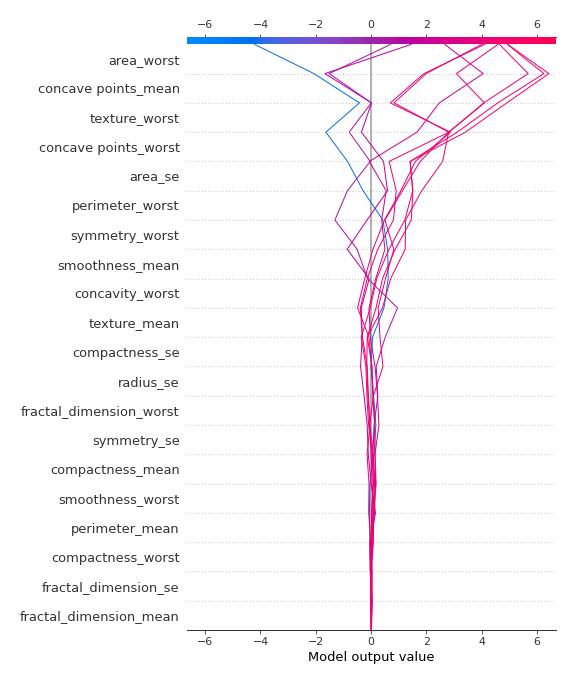 −6 −4 −2 0 2 4 6
area_worst
concave points_mean
texture_worst
concave points_worst
area_se
perimeter_worst
symmetry_worst
smoothness_mean
concavity_worst
texture_mean
compactness_se
radius_se
fractal_dimension_worst
symmetry_se
compactness_mean
smoothness_worst
perimeter_mean
compactness_worst
fractal_dimension_se
fractal_dimension_mean
−6 −4 −2 0 2 4 6
Model output value